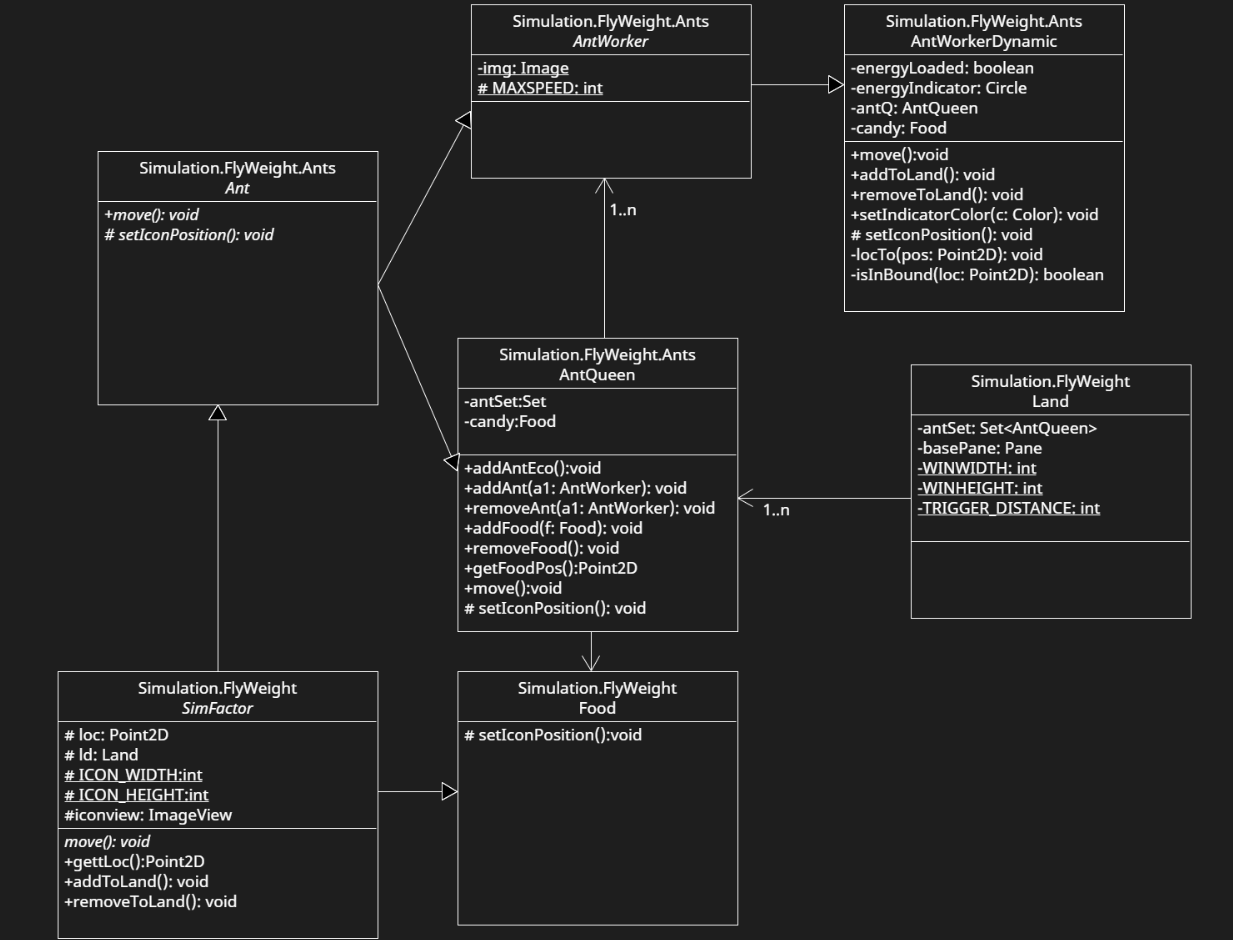 Simulation.FlyWeight.Ants
AntWorker
-img: Image
# MAXSPEED: int
Simulation.FlyWeight.Ants
AntWorkerDynamic
-energyLoaded: boolean
-energyIndicator: Circle
-antQ: AntQueen
-candy: Food
+move():void
+addToLand(): void
+removeToLand(): void
+setIndicatorColor(c: Color): void
# setIconPosition(): void
-locTo(pos: Point2D): void
-isInBound(loc: Point2D): boolean
Simulation.FlyWeight.Ants
Ant
+move(): void
# setIconPosition(): void
1..n
Simulation.FlyWeight.Ants
AntQueen
-antSet:Set
-candy:Food
+addAntEco():void
+addAnt(a1: AntWorker): void
+removeAnt(a1: AntWorker): void
+addFood(f: Food): void
+removeFood(): void
+getFoodPos():Point2D
+move():void
# setIconPosition(): void
Simulation.FlyWeight
Land
-antSet: Set<AntQueen>
-basePane: Pane
-WINWIDTH: int
-WINHEIGHT: int
-TRIGGER_DISTANCE: int
1..n
Simulation.FlyWeight
SimFactor
# loc: Point2D
# ld: Land
# ICON_WIDTH:int
# ICON_HEIGHT:int
#iconview: ImageView
move(): void
+gettLoc():Point2D
+addToLand(): void
+removeToLand(): void
Simulation.FlyWeight
Food
# setIconPosition():void